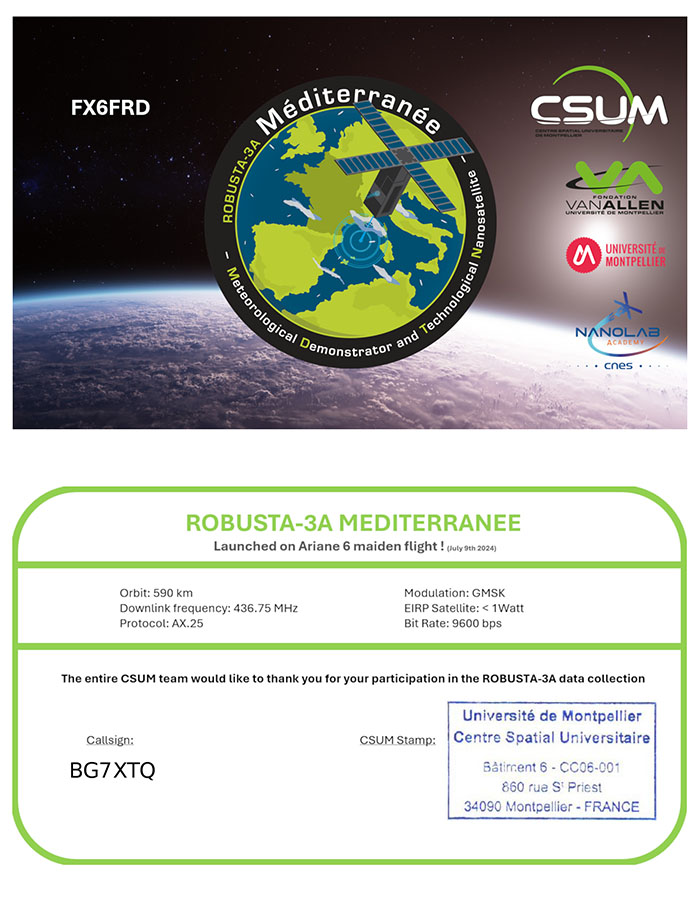 FX6FRD
ROBUSTA-3A Méditerranée
Meteorological Demonstrator and Technological Nanosatellite
CSUM
CENTRE SPATIAL UNIVERSITAIRE
DE MONTPELLIER
VA
FONDATION
VANALLEN
UNIVERSITÉ DE MONTPELLIER
UNIVERSITÉ DE
MONTPELLIER
NANOLAB
ACADEMY
cnes
ROBUSTA-3A MEDITERRANEE
Launched on Ariane 6 maiden flight ! (July 9th 2024)
Orbit: 590 km
Downlink frequency: 436.75 MHz
Protocol: AX.25
Modulation: GMSK
EIRP Satellite: < 1Watt
Bit Rate: 9600 bps
The entire CSUM team would like to thank you for your participation in the ROBUSTA-3A data collection
Callsign:
BG7XTQ
CSUM Stamp:
Université de Montpellier
Centre Spatial Universitaire
Bâtiment 6 - CC06-001
860 rue St Priest
34090 Montpellier - FRANCE